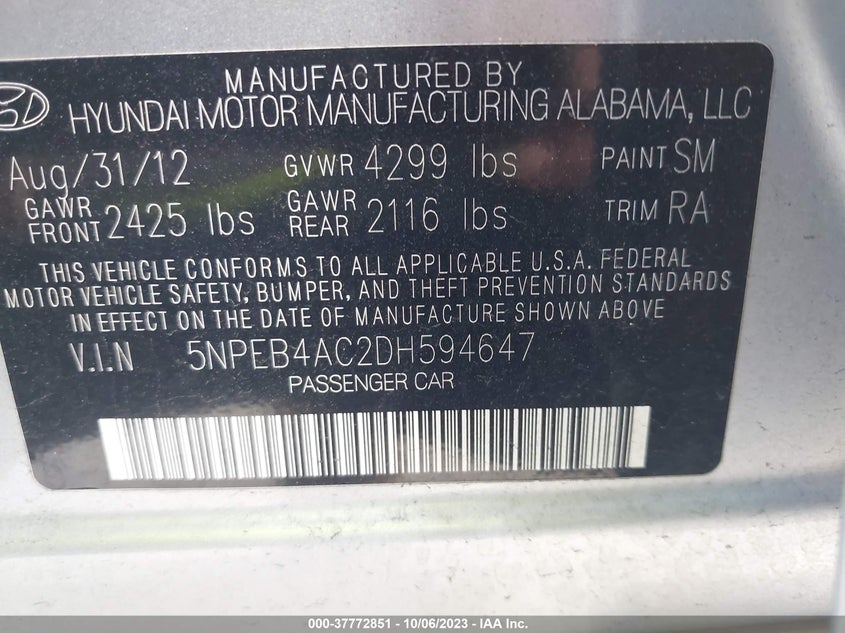 MANUFACTURED BY
HYUNDAI MOTOR MANUFACTURING ALABAMA, LLC
Aug/31/12 GVWR 4299 lbs PAINT SM
GAWR FRONT 2425 lbs GAWR REAR 2116 lbs TRIM RA
THIS VEHICLE CONFORMS TO ALL APPLICABLE U.S.A. FEDERAL
MOTOR VEHICLE SAFETY, BUMPER, AND THEFT PREVENTION STANDARDS
IN EFFECT ON THE DATE OF MANUFACTURE SHOWN ABOVE
V.I.N 5NPEB4AC2DH594647
PASSENGER CAR
000-37772851 - 10/06/2023 - IAA Inc.